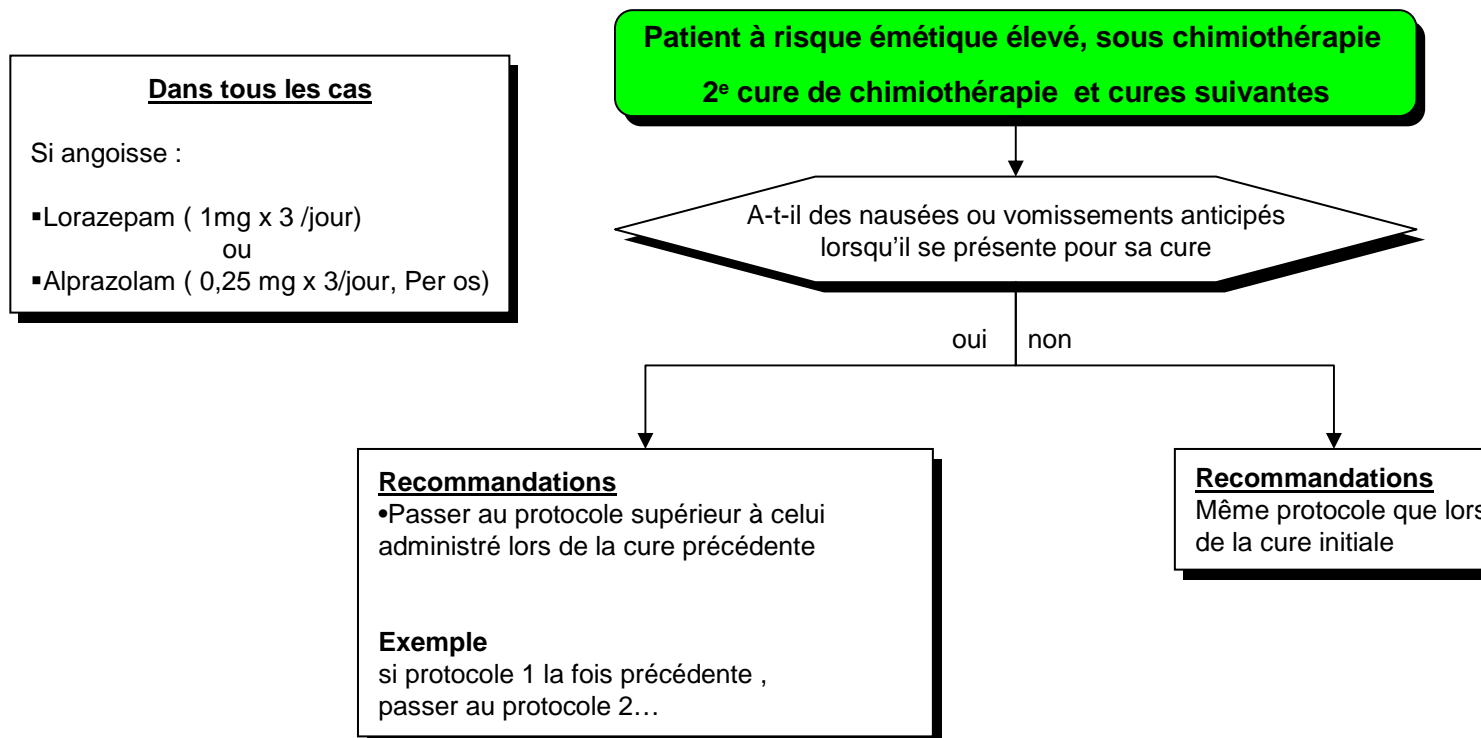 Patient à risque émétique élevé, sous chimiothérapie
2e cure de chimiothérapie et cures suivantes
Dans tous les cas
Si angoisse :
▪Lorazepam ( 1mg x 3 /jour)
ou
▪Alprazolam ( 0,25 mg x 3/jour, Per os)
A-t-il des nausées ou vomissements anticipés
lorsqu'il se présente pour sa cure
oui non
Recommandations
•Passer au protocole supérieur à celui
administré lors de la cure précédente
Exemple
si protocole 1 la fois précédente ,
passer au protocole 2…
Recommandations
Même protocole que lors
de la cure initiale